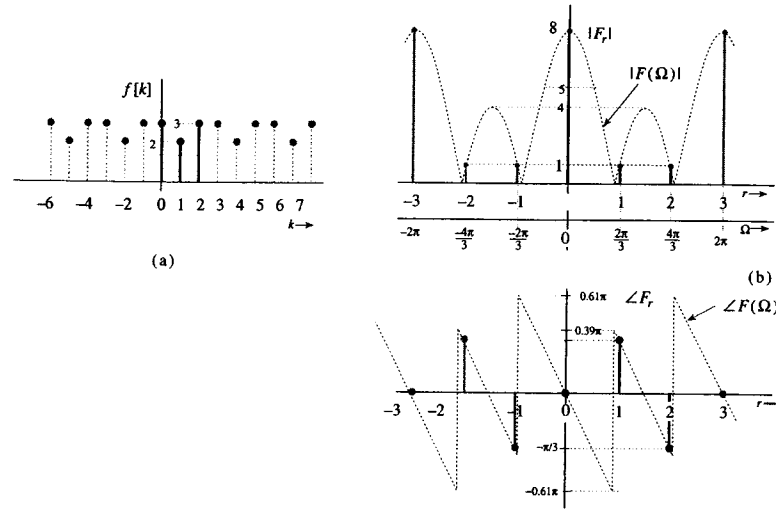 f[k]
3
2
-6 -4 -2 0 1 2 3 4 5 6 7
k→
(a)
8
|F_r|
|F(Ω)|
5
4
1
1
-3 -2 -1 0 1 2 3 r→
-2π -4π/3 -2π/3 0 2π/3 4π/3 2π Ω→
(b)
0.61π
∠F_r
∠F(Ω)
0.39π
-3 -2 -1 0 1 2 3 r
-π/3
-0.61π